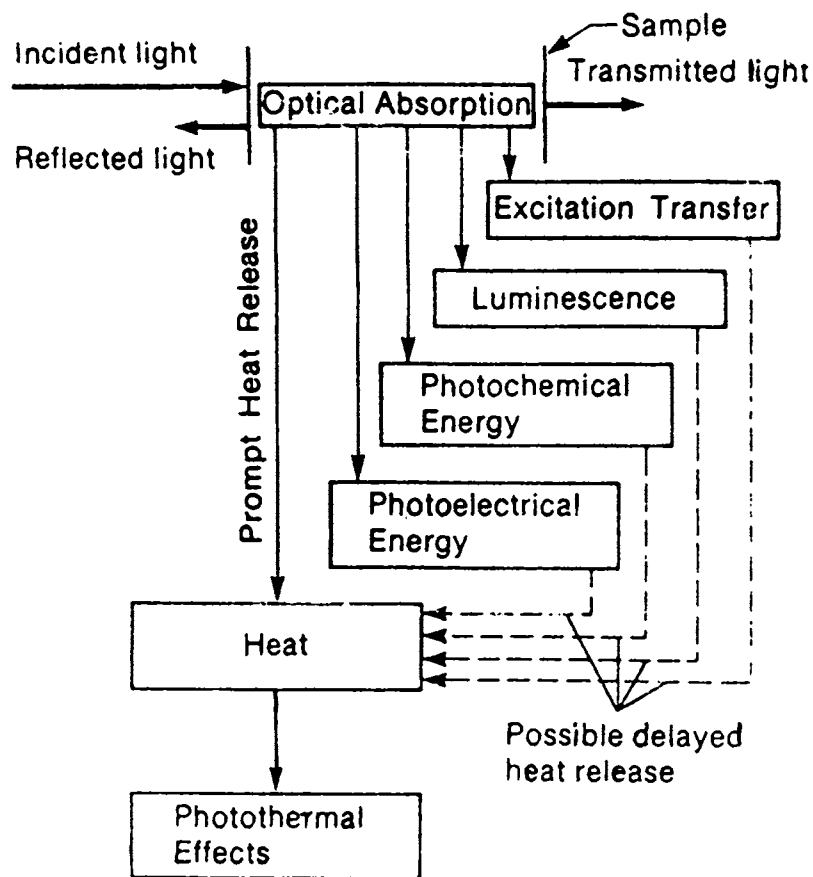 Sample
Incident light
Transmitted light
Optical Absorption
Reflected light
Excitation Transfer
Luminescence
Prompt Heat Release
Photochemical
Energy
Photoelectrical
Energy
Heat
Possible delayed
heat release
Photothermal
Effects